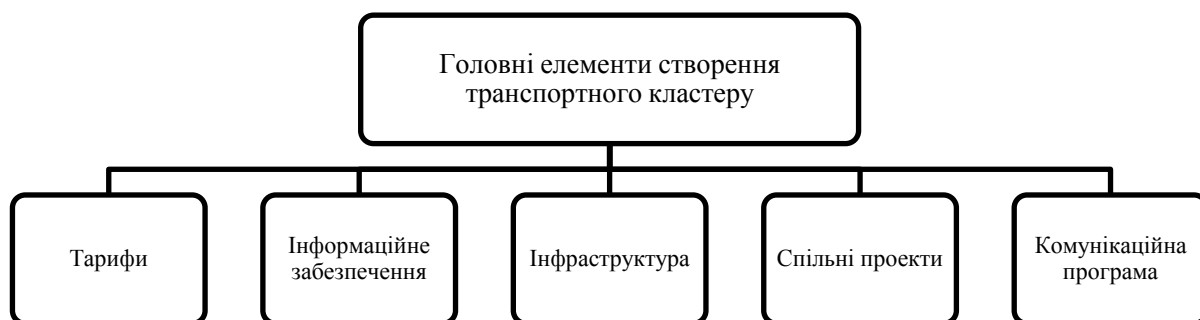 Головні елементи створення
транспортного кластеру
Тарифи
Інформаційне
забезпечення
Інфраструктура
Спільні проекти
Комунікаційна
програма